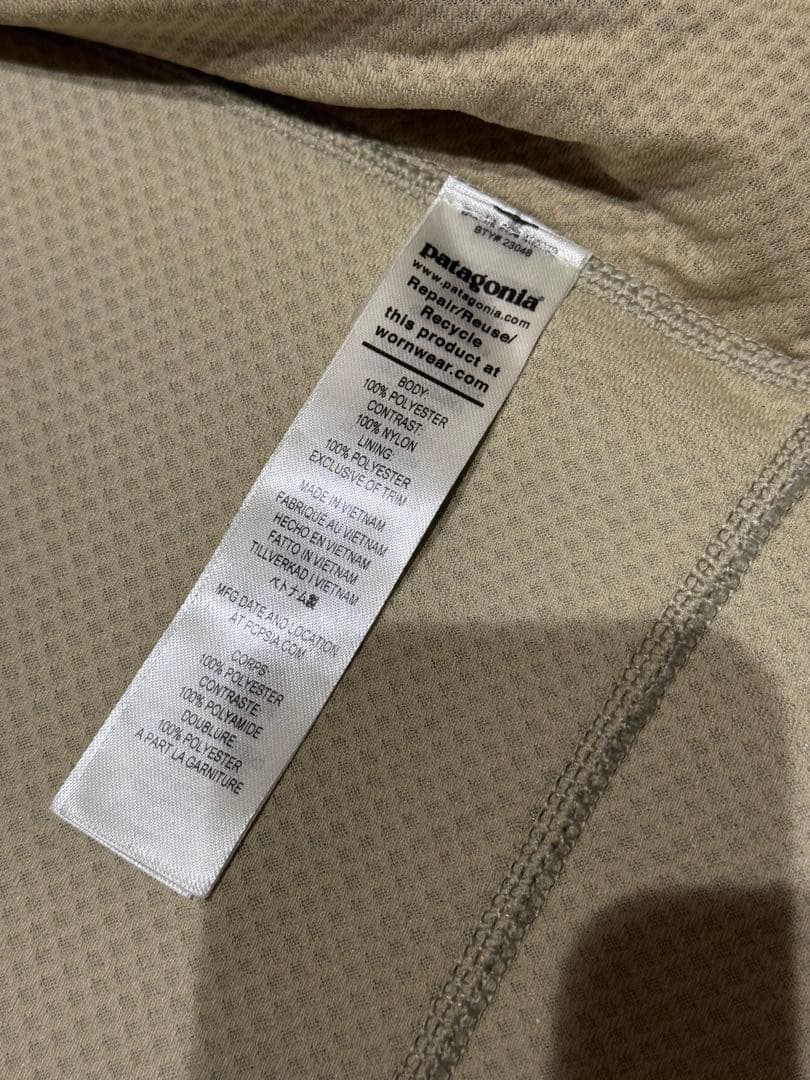 STY# 23048
patagonia®
www.patagonia.com
Repair/Reuse/
Recycle
this product at
wornwear.com
BODY:
100% POLYESTER
CONTRAST:
100% NYLON
LINING:
100% POLYESTER
EXCLUSIVE OF TRIM
MADE IN VIETNAM
FABRIQUE AU VIETNAM
HECHO EN VIETNAM
FATTO IN VIETNAM
TILLVERKAD I VIETNAM
ベトナム製
MFG DATE AND LOCATION
AT PCPSIA.COM
CORPS:
100% POLYESTER
CONTRASTE:
100% POLYAMIDE
DOUBLURE:
100% POLYESTER
A PART LA GARNITURE